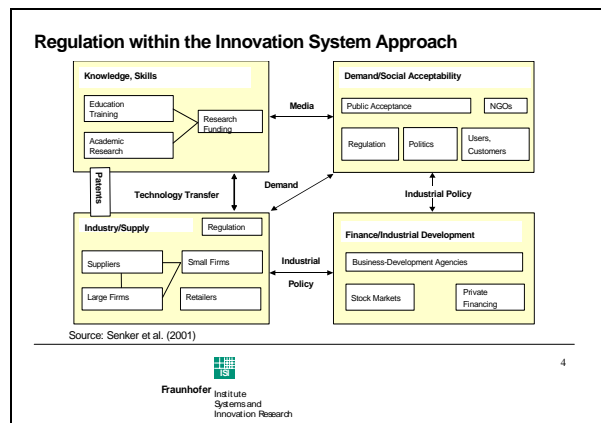 Regulation within the Innovation System Approach
Knowledge, Skills
Education
Training
Research
Funding
Academic
Research
Media
Demand/Social Acceptability
Public Acceptance
NGOs
Regulation
Politics
Users,
Customers
Patents
Technology Transfer
Demand
Industrial Policy
Industry/Supply
Regulation
Suppliers
Small Firms
Large Firms
Retailers
Industrial
Policy
Finance/Industrial Development
Business-Development Agencies
Stock Markets
Private
Financing
Source: Senker et al. (2001)
4
ISI
Fraunhofer
Institute
Systems and
Innovation Research